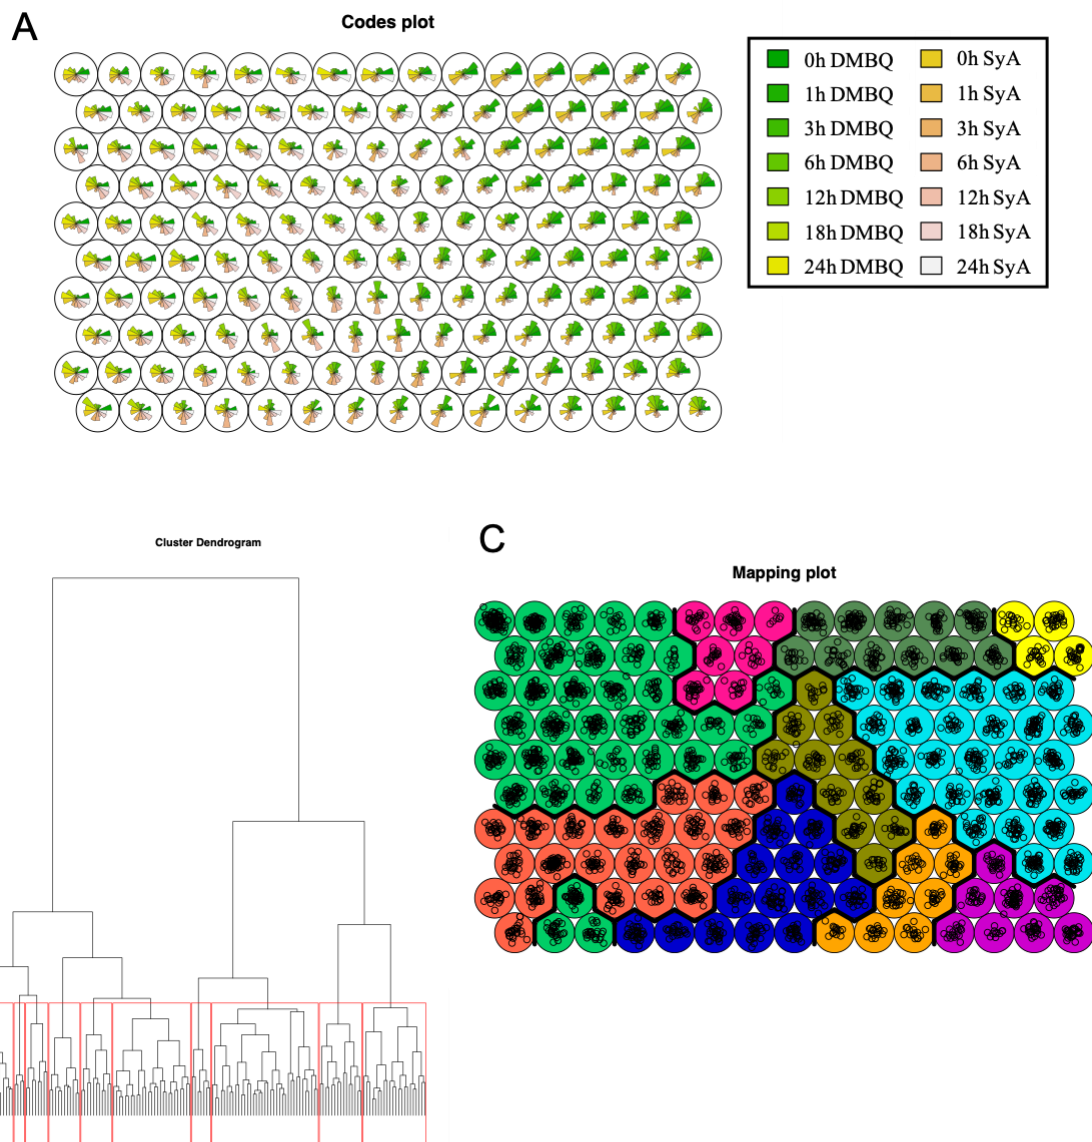 A
Codes plot
0h DMBQ 0h SyA
1h DMBQ 1h SyA
3h DMBQ 3h SyA
6h DMBQ 6h SyA
12h DMBQ 12h SyA
18h DMBQ 18h SyA
24h DMBQ 24h SyA
Cluster Dendrogram
C
Mapping plot